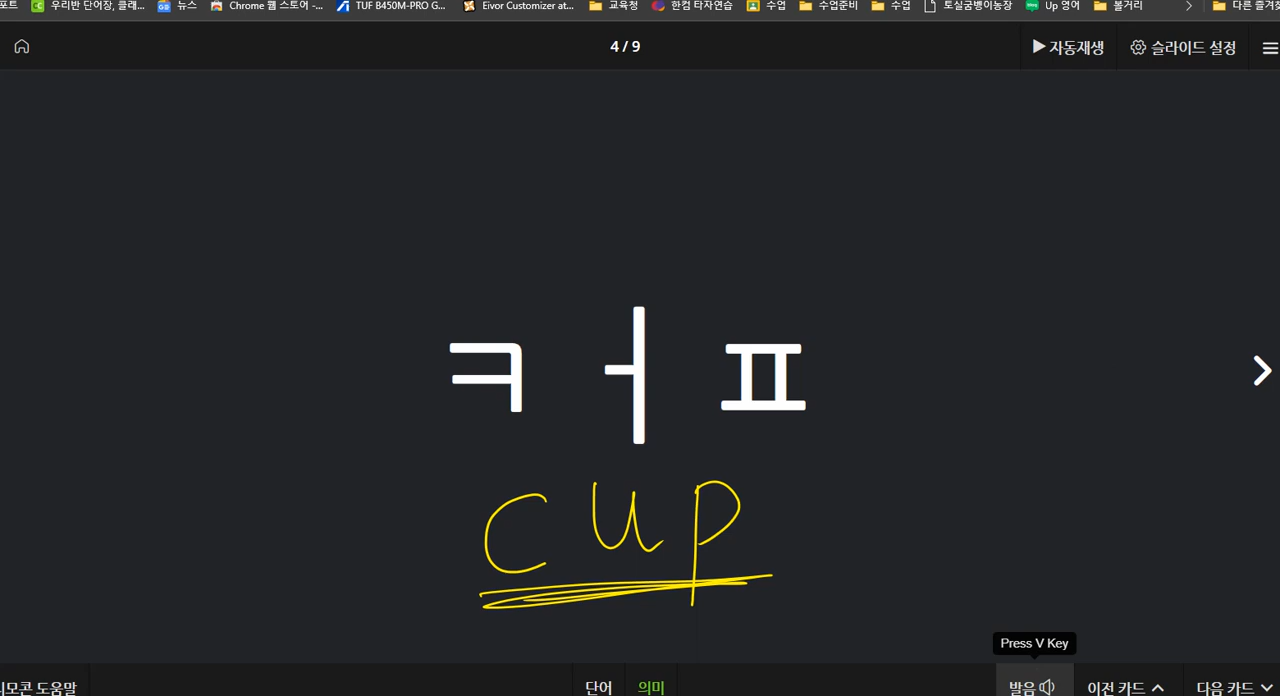 포트 우리반 단어장, 클래... 뉴스 Chrome 웹 스토어 -... TUF B450M-PRO G... Eivor Customizer at... 교육청 한컴 타자연습 수업 수업준비 수업 토실굼벵이농장 Up 영어 볼거리 다른 즐겨찾
4 / 9 자동재생 슬라이드 설정
ㅋ ㅓ ㅍ
cup
Press V Key
리모콘 도움말 단어 의미 발음 이전 카드 다음 카드